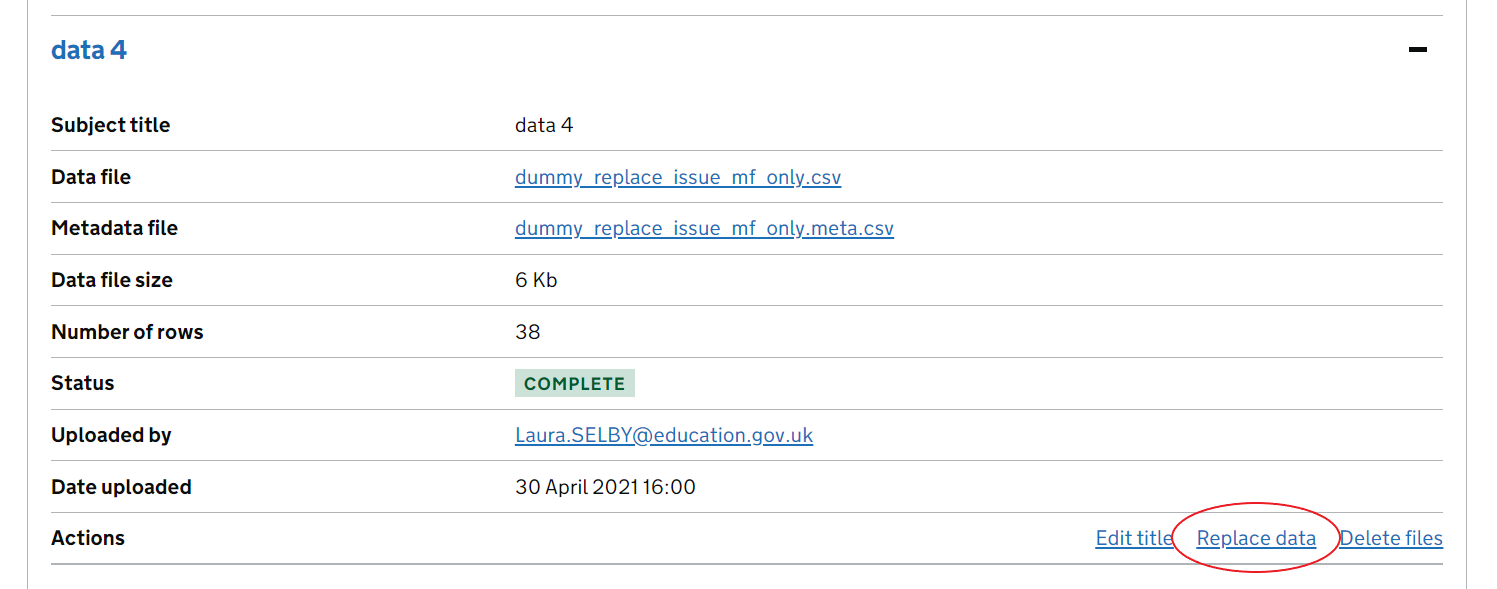 data 4
Subject title data 4
Data file dummy_replace_issue_mf_only.csv
Metadata file dummy_replace_issue_mf_only.meta.csv
Data file size 6 Kb
Number of rows 38
Status COMPLETE
Uploaded by Laura.SELBY@education.gov.uk
Date uploaded 30 April 2021 16:00
Actions Edit title Replace data Delete files